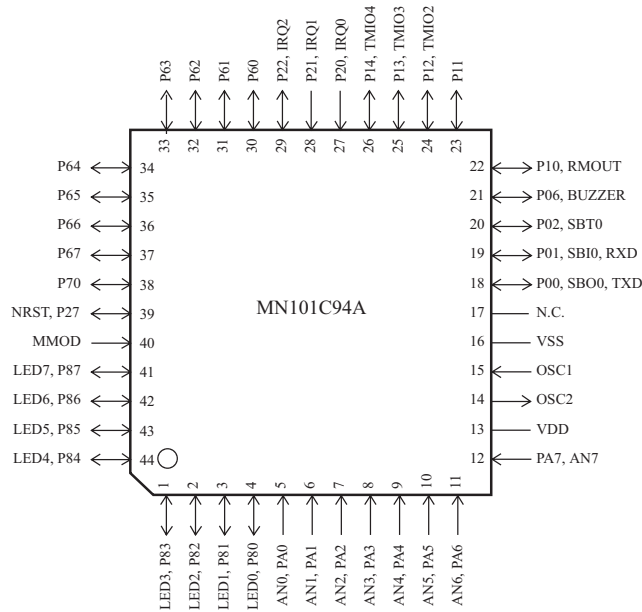 P63
P62
P61
P60
P22, IRQ2
P21, IRQ1
P20, IRQ0
P14, TMIO4
P13, TMIO3
P12, TMIO2
P11
33
32
31
30
29
28
27
26
25
24
23
P64 34
P65 35
P66 36
P67 37
P70 38
NRST, P27 39
MMOD 40
LED7, P87 41
LED6, P86 42
LED5, P85 43
LED4, P84 44
MN101C94A
22 P10, RMOUT
21 P06, BUZZER
20 P02, SBT0
19 P01, SBI0, RXD
18 P00, SBO0, TXD
17 N.C.
16 VSS
15 OSC1
14 OSC2
13 VDD
12 PA7, AN7
1
2
3
4
5
6
7
8
9
10
11
LED3, P83
LED2, P82
LED1, P81
LED0, P80
AN0, PA0
AN1, PA1
AN2, PA2
AN3, PA3
AN4, PA4
AN5, PA5
AN6, PA6